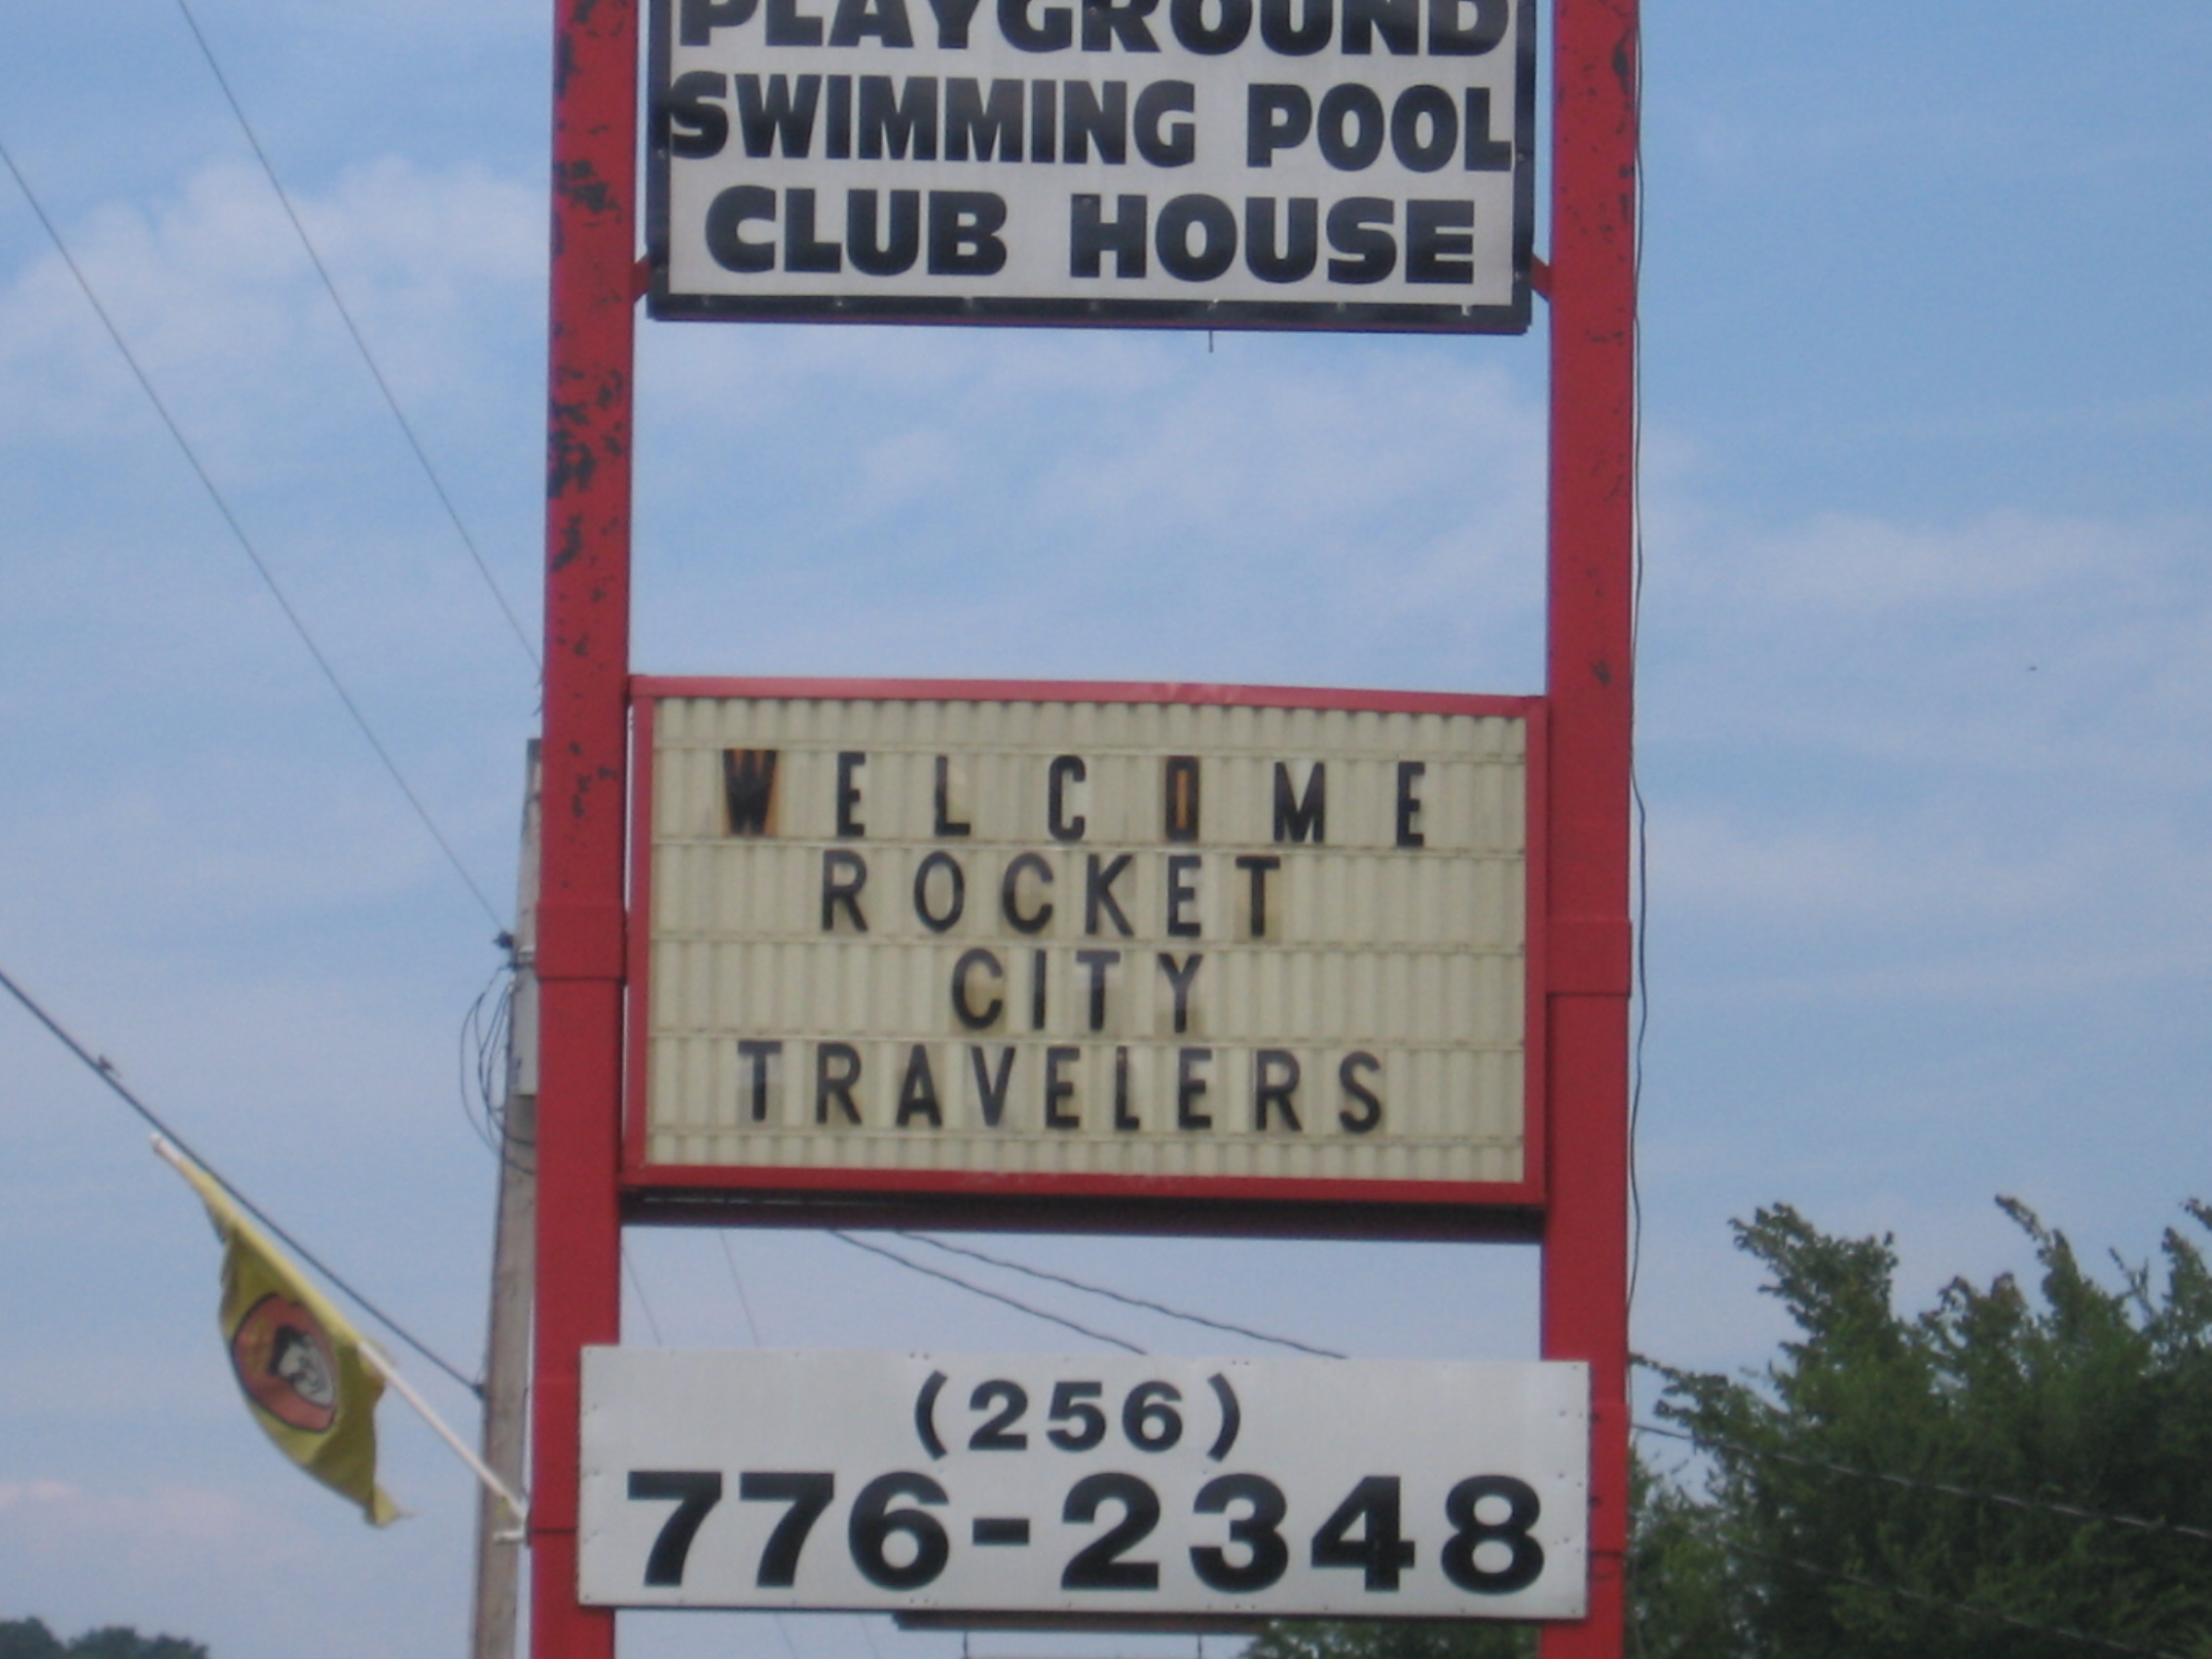 PLAYGROUND
SWIMMING POOL
CLUB HOUSE
WELCOME
ROCKET
CITY
TRAVELERS
(256)
776-2348